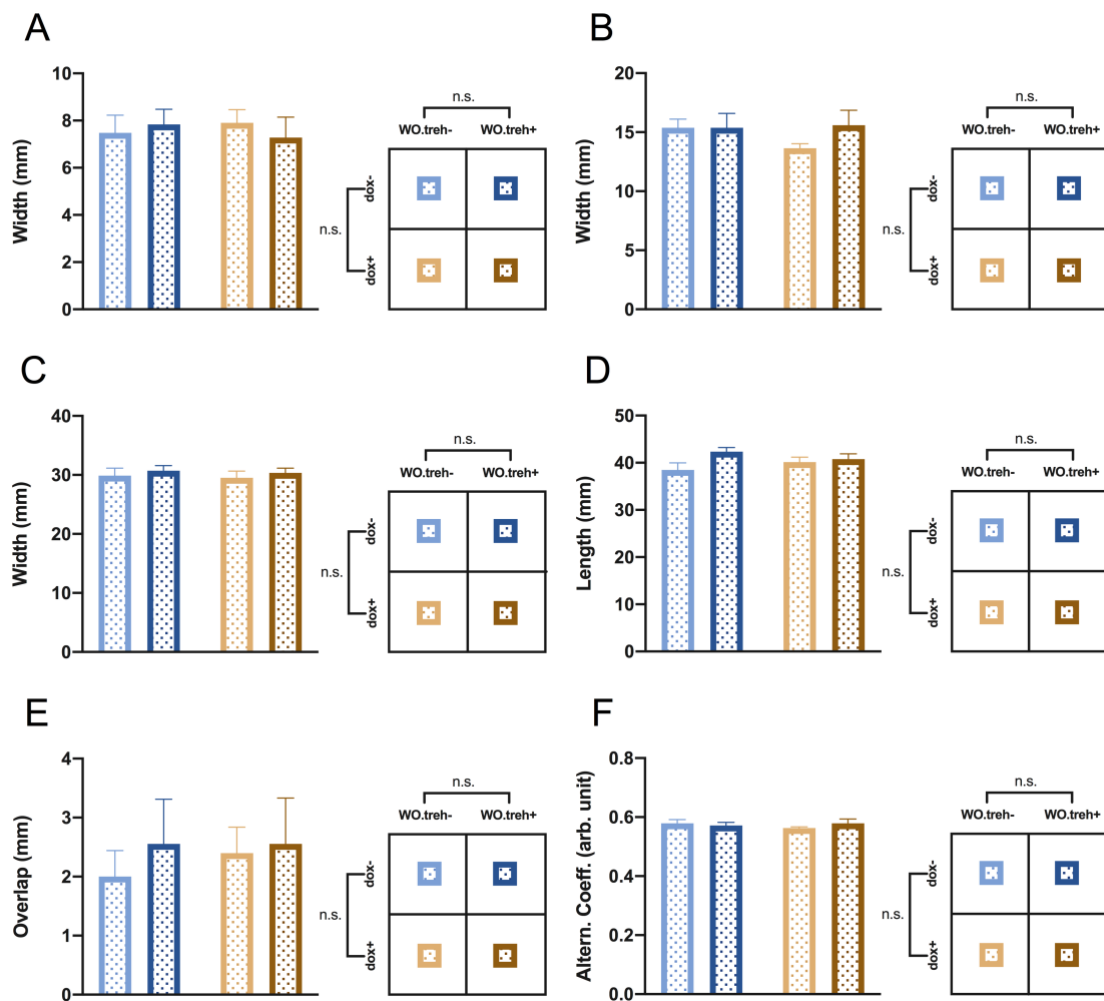 A
Width (mm)
10
8
6
4
2
0
n.s.
WO.treh- WO.treh+
n.s.
dox-
dox+
B
Width (mm)
20
15
10
5
0
n.s.
WO.treh- WO.treh+
n.s.
dox-
dox+
C
Width (mm)
40
30
20
10
0
n.s.
WO.treh- WO.treh+
n.s.
dox-
dox+
D
Length (mm)
50
40
30
20
10
0
n.s.
WO.treh- WO.treh+
n.s.
dox-
dox+
E
Overlap (mm)
4
3
2
1
0
n.s.
WO.treh- WO.treh+
n.s.
dox-
dox+
F
Altern. Coeff. (arb. unit)
0.8
0.6
0.4
0.2
0.0
n.s.
WO.treh- WO.treh+
n.s.
dox-
dox+